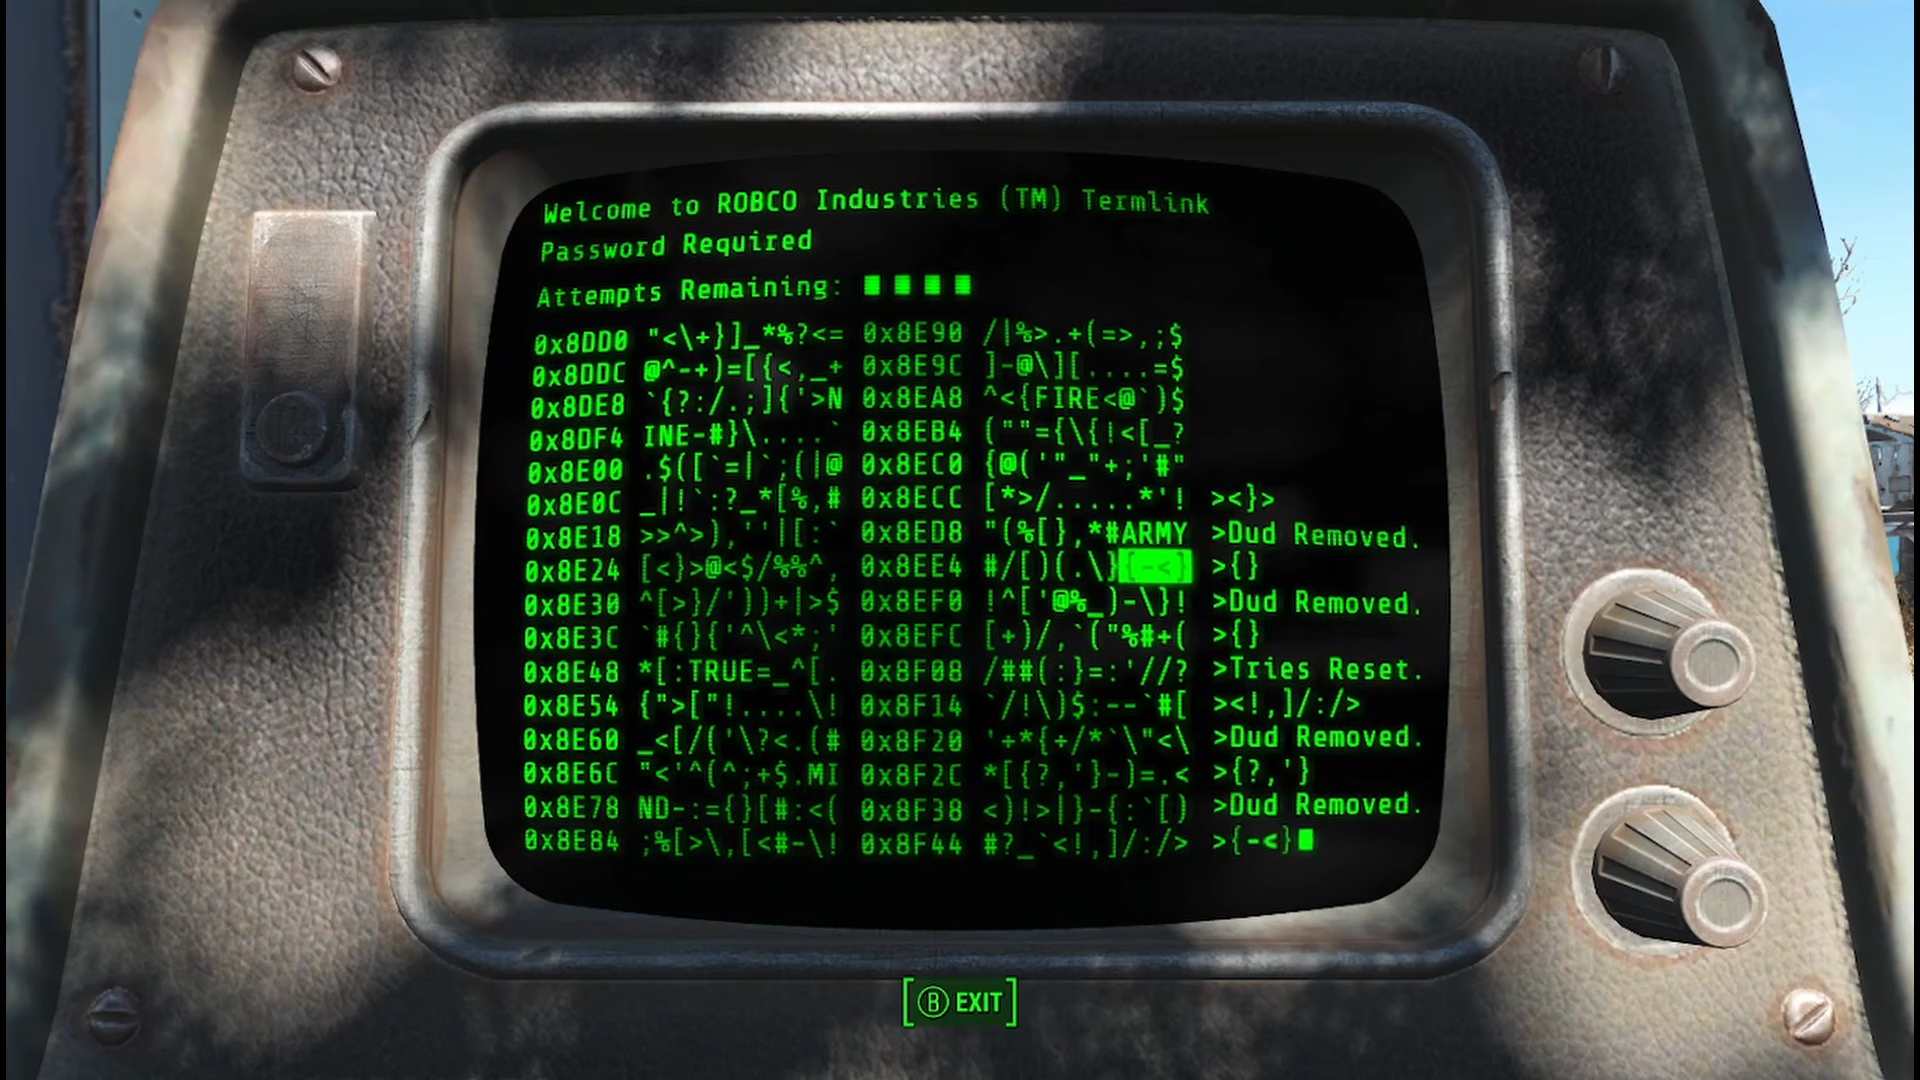 Welcome to ROBCO Industries (TM) Termlink
Password Required
Attempts Remaining: ■ ■ ■ ■
0x8DD0 "<\+}]_*%?<= 0x8E90 /|%>.+(=>,;$
0x8DDC @^-+)=[{<,_+ 0x8E9C ]-@\][....=$
0x8DE8 `{?:/.;]{'>N 0x8EA8 ^<{FIRE<@`)$
0x8DF4 INE-#}\....` 0x8EB4 (""={\{!<[_?
0x8E00 .$([`=|`;(|@ 0x8EC0 {@('"_"+;'#"
0x8E0C _|!`:?_*[%,# 0x8ECC [*>/.....*'! ><}>
0x8E18 >>^>),''|[:` 0x8ED8 "(%[},*#ARMY >Dud Removed.
0x8E24 [<}>@<$/%%^, 0x8EE4 #/[)(.\}{-<} >{}
0x8E30 ^[>}/'))+|>$ 0x8EF0 !^['@%_)-\}! >Dud Removed.
0x8E3C `#{}{'^\<*;' 0x8EFC [+)/,`("%#+( >{}
0x8E48 *[:TRUE=_^[. 0x8F08 /##(:}=:'//? >Tries Reset.
0x8E54 {">["!....\! 0x8F14 `/!\)$:--`#[ ><!,]/:/>
0x8E60 _<[/('\?<.(# 0x8F20 '+*{+/*`\"<\ >Dud Removed.
0x8E6C "<'^(^;+$.MI 0x8F2C *[{?,'}-)=.< >{?,'}
0x8E78 ND-:={}[#:<( 0x8F38 <)!>|}-{:`[) >Dud Removed.
0x8E84 ;%[>\,[<#-\! 0x8F44 #?_`<!,]/:/> >{-<}■
[Ⓑ EXIT]